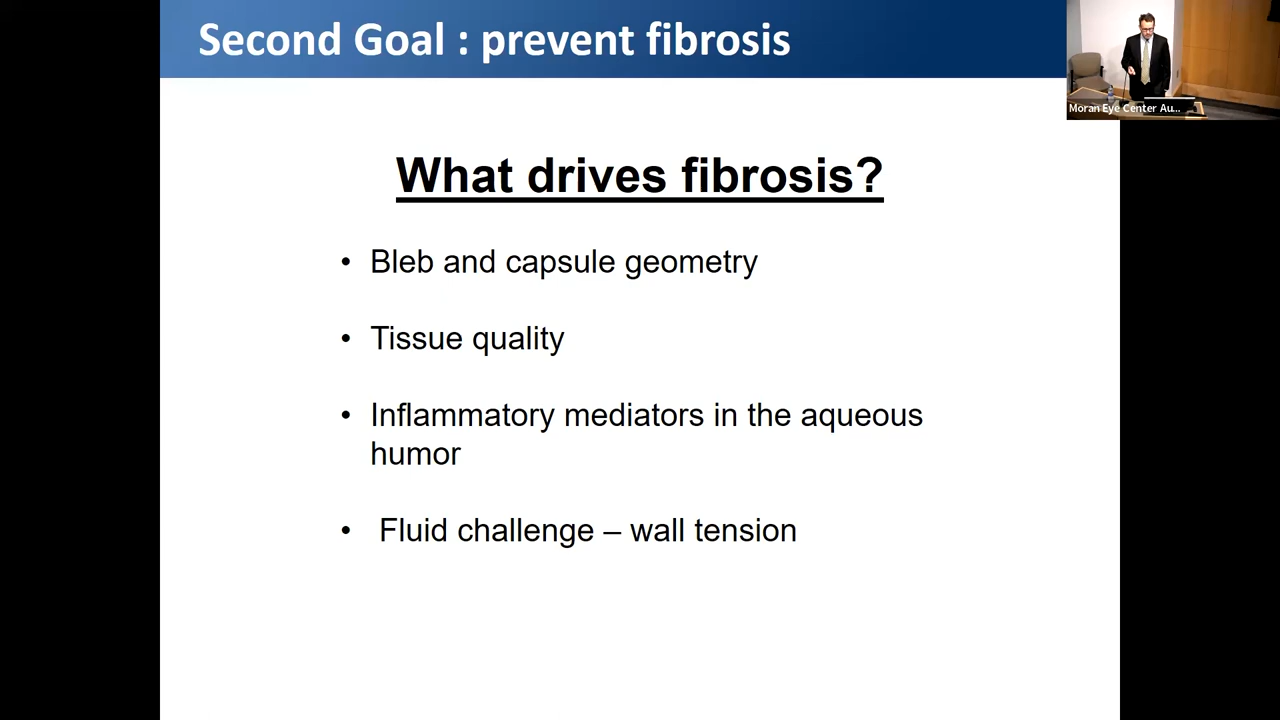 Second Goal : prevent fibrosis
Moran Eye Center Au...
What drives fibrosis?
• Bleb and capsule geometry
• Tissue quality
• Inflammatory mediators in the aqueous
humor
• Fluid challenge – wall tension